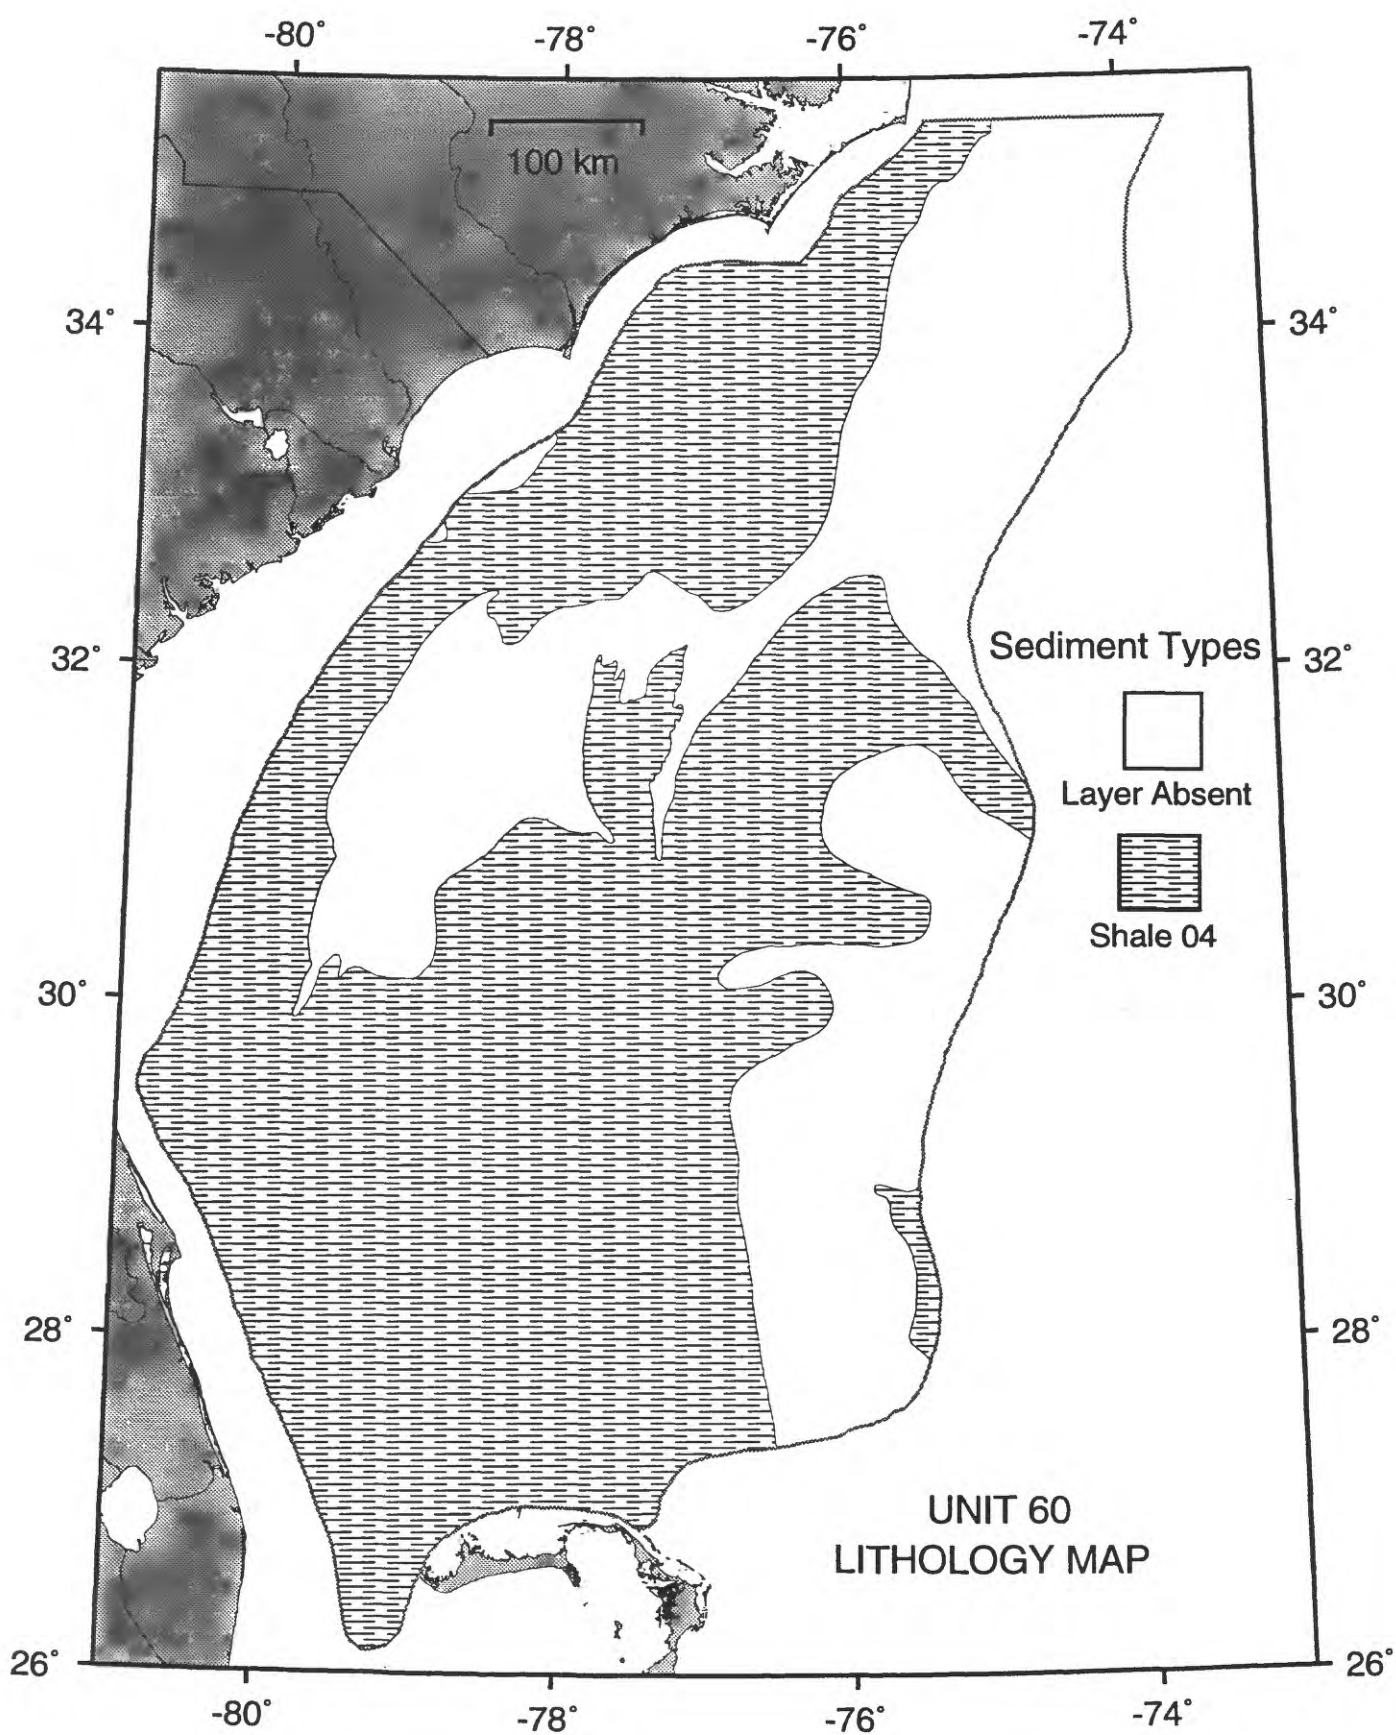 -80° -78° -76° -74°
100 km
34° 34°
32° 32°
Sediment Types
Layer Absent
Shale 04
30° 30°
28° 28°
UNIT 60
LITHOLOGY MAP
26° 26°
-80° -78° -76° -74°